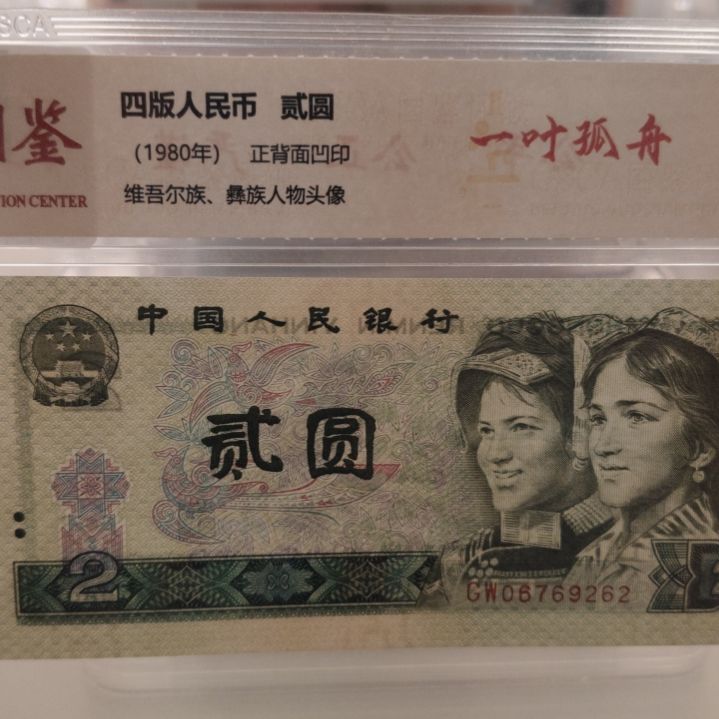 SCA
鉴
ION CENTER
四版人民币 贰圆
(1980年) 正背面凹印
维吾尔族、彝族人物头像
一叶孤舟
中国人民银行
贰圆
2
GW06769262